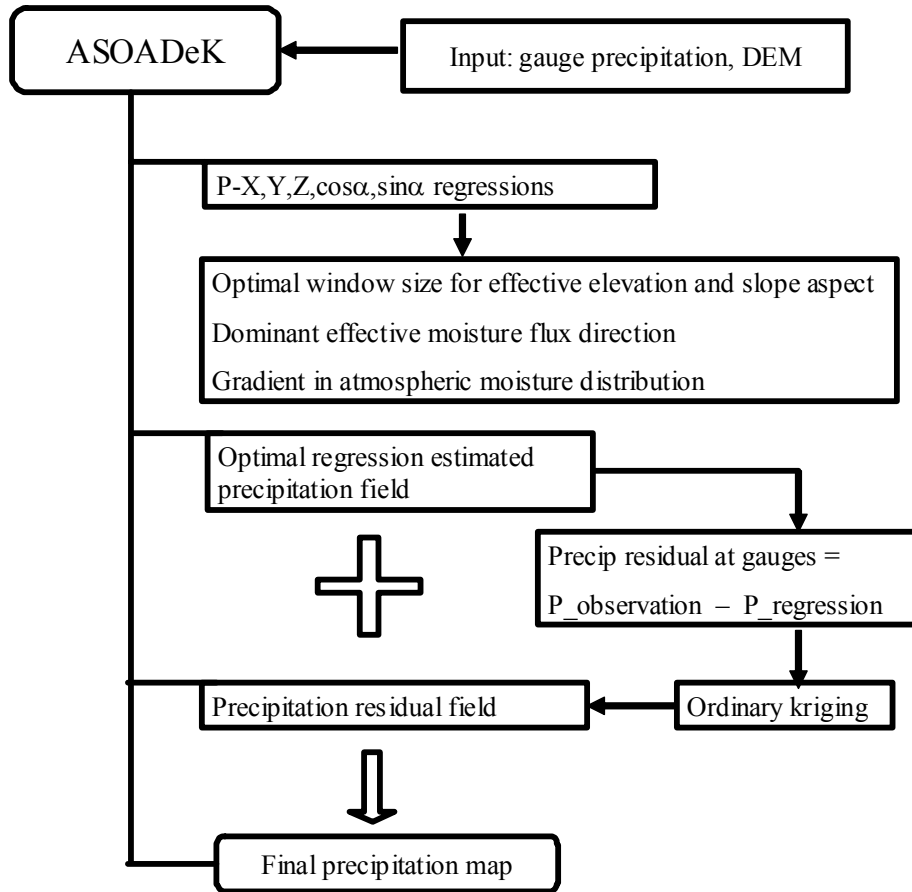 ASOADeK
Input: gauge precipitation, DEM
P-X,Y,Z,cosα,sinα regressions
Optimal window size for effective elevation and slope aspect
Dominant effective moisture flux direction
Gradient in atmospheric moisture distribution
Optimal regression estimated
precipitation field
Precip residual at gauges =
P_observation – P_regression
Precipitation residual field
Ordinary kriging
Final precipitation map